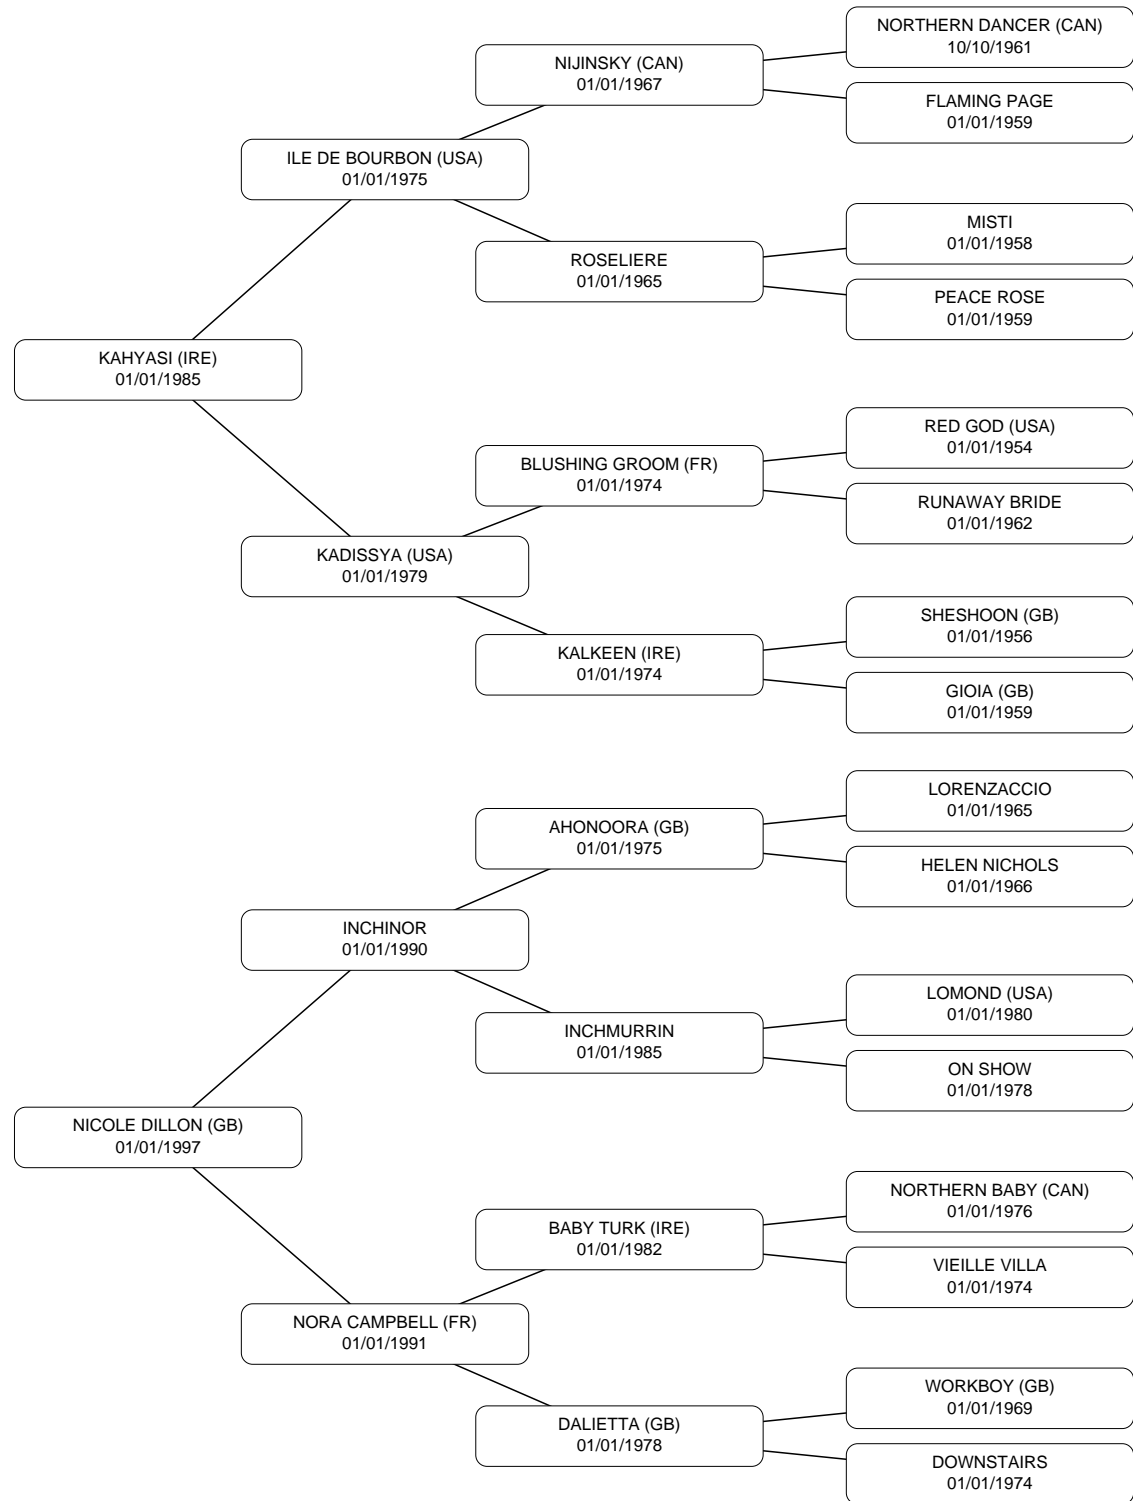 NORTHERN DANCER (CAN)
10/10/1961
NIJINSKY (CAN)
01/01/1967
FLAMING PAGE
01/01/1959
ILE DE BOURBON (USA)
01/01/1975
MISTI
01/01/1958
ROSELIERE
01/01/1965
PEACE ROSE
01/01/1959
KAHYASI (IRE)
01/01/1985
RED GOD (USA)
01/01/1954
BLUSHING GROOM (FR)
01/01/1974
RUNAWAY BRIDE
01/01/1962
KADISSYA (USA)
01/01/1979
SHESHOON (GB)
01/01/1956
KALKEEN (IRE)
01/01/1974
GIOIA (GB)
01/01/1959
LORENZACCIO
01/01/1965
AHONOORA (GB)
01/01/1975
HELEN NICHOLS
01/01/1966
INCHINOR
01/01/1990
LOMOND (USA)
01/01/1980
INCHMURRIN
01/01/1985
ON SHOW
01/01/1978
NICOLE DILLON (GB)
01/01/1997
NORTHERN BABY (CAN)
01/01/1976
BABY TURK (IRE)
01/01/1982
VIEILLE VILLA
01/01/1974
NORA CAMPBELL (FR)
01/01/1991
WORKBOY (GB)
01/01/1969
DALIETTA (GB)
01/01/1978
DOWNSTAIRS
01/01/1974